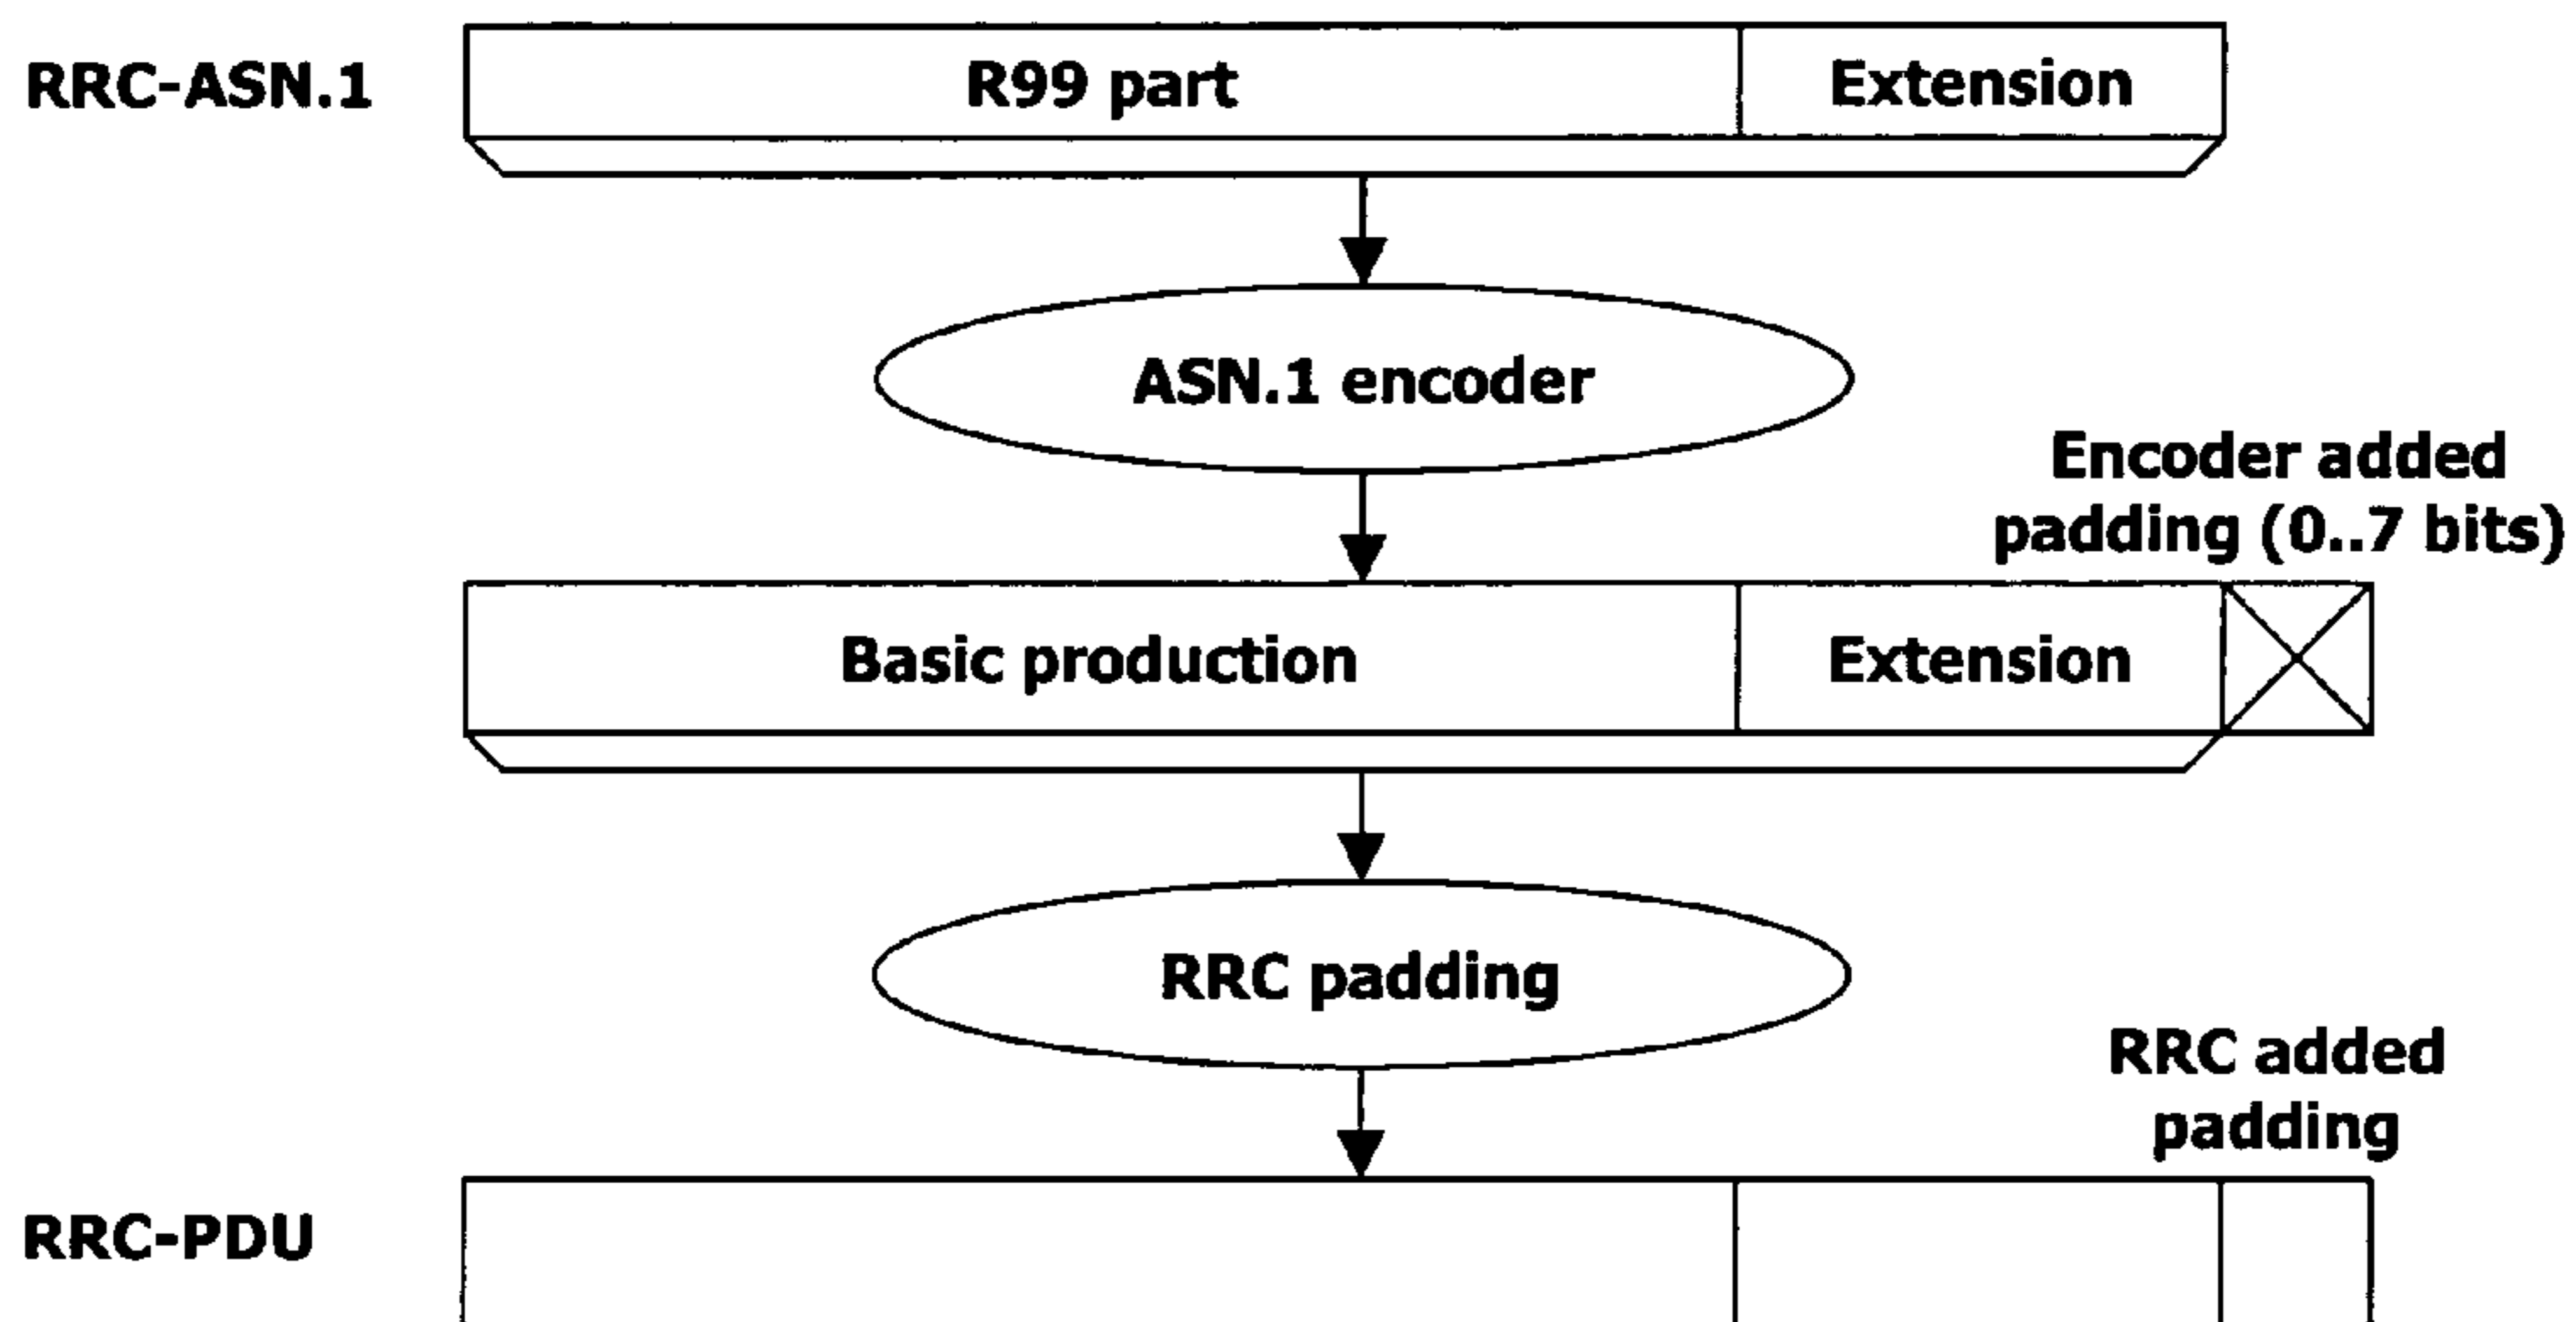 RRC-ASN.1
R99 part
Extension
ASN.1 encoder
Encoder added
padding (0..7 bits)
Basic production
Extension
RRC padding
RRC added
padding
RRC-PDU